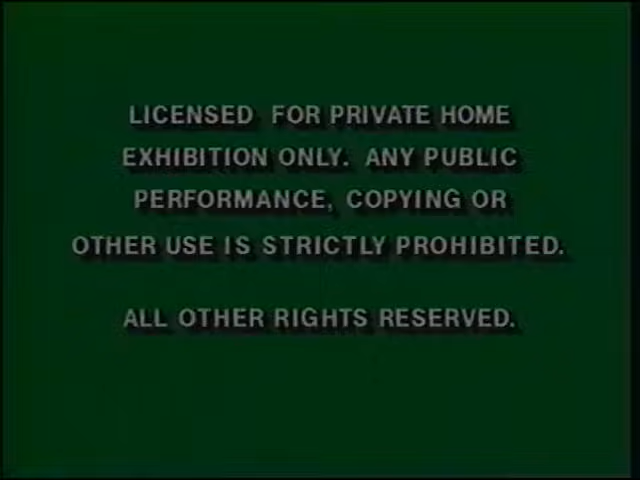 LICENSED FOR PRIVATE HOME
EXHIBITION ONLY. ANY PUBLIC
PERFORMANCE, COPYING OR
OTHER USE IS STRICTLY PROHIBITED.
ALL OTHER RIGHTS RESERVED.